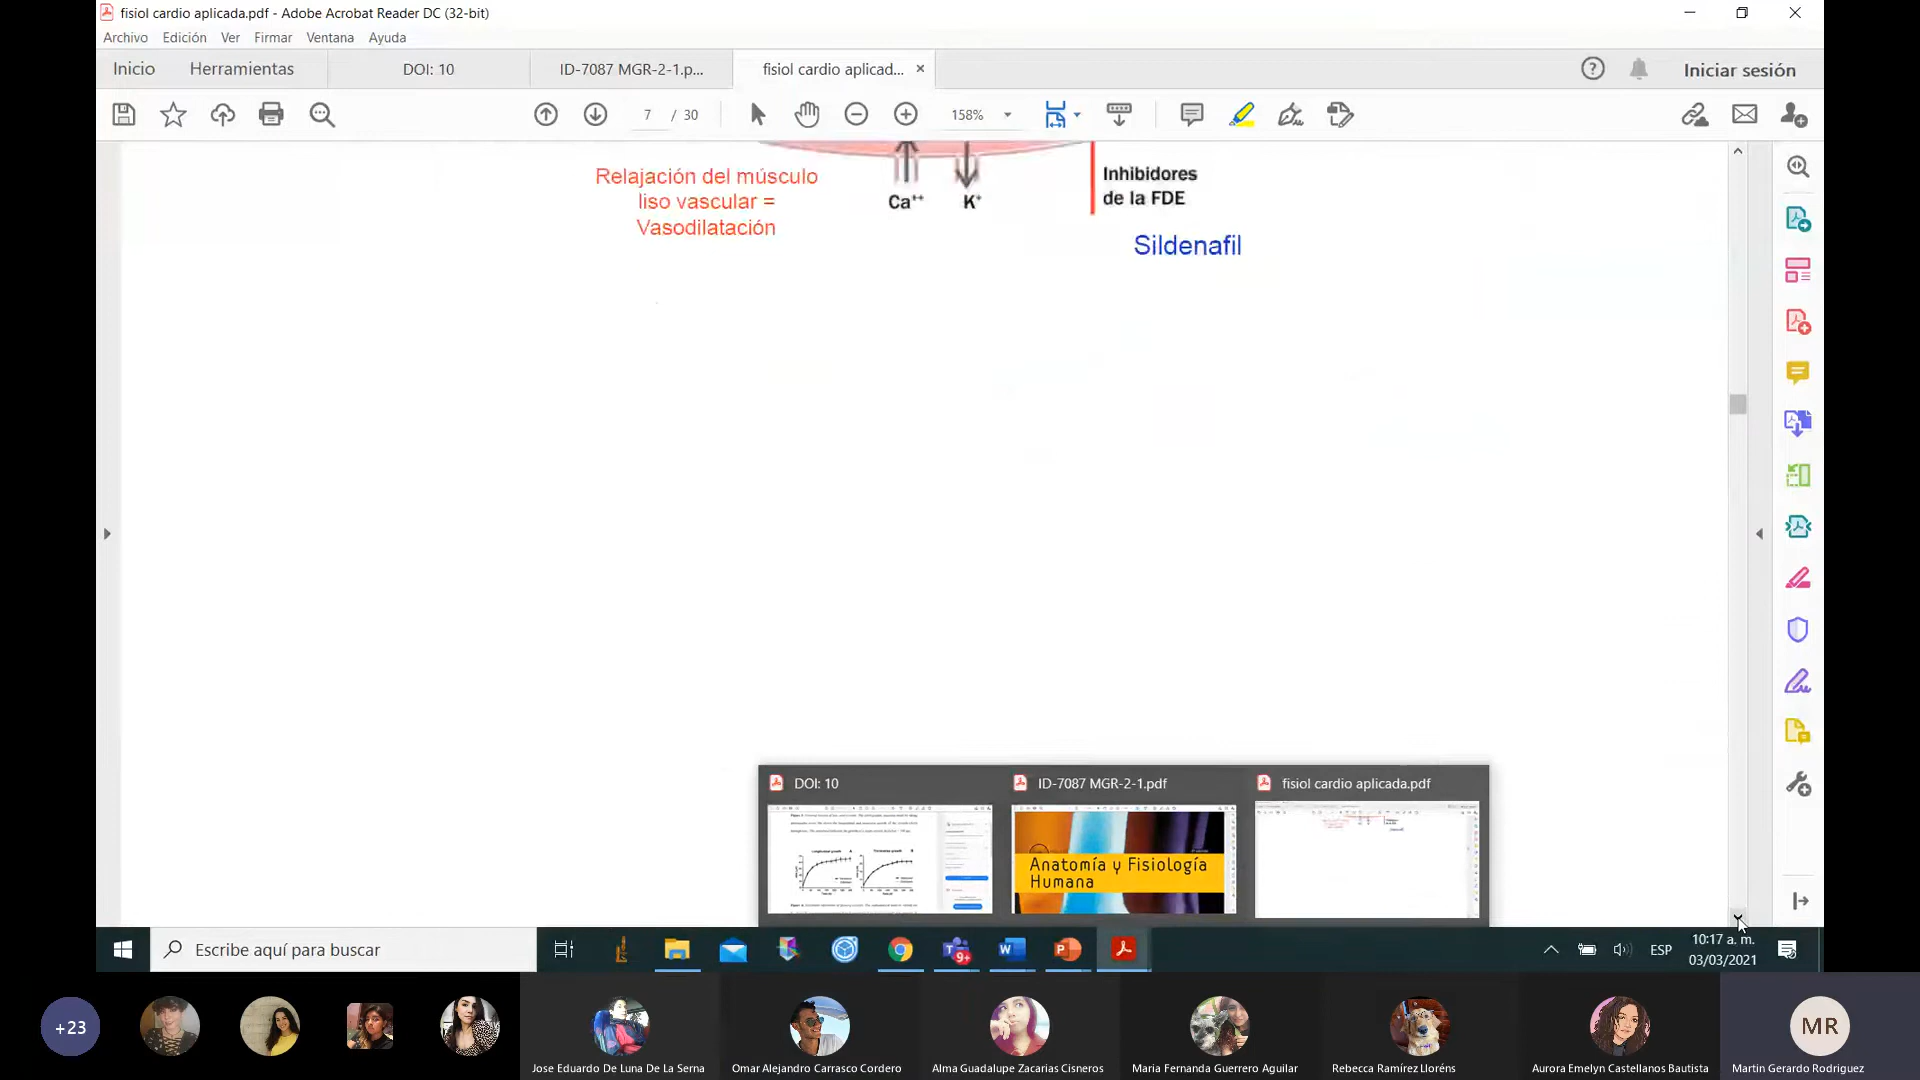 fisiol cardio aplicada.pdf - Adobe Acrobat Reader DC (32-bit)
Archivo Edición Ver Firmar Ventana Ayuda
Inicio Herramientas DOI: 10 ID-7087 MGR-2-1.p... fisiol cardio aplicad... × Iniciar sesión
7 / 30 158%
Relajación del músculo
liso vascular =
Vasodilatación
Ca++ K+
Inhibidores
de la FDE
Sildenafil
DOI: 10 ID-7087 MGR-2-1.pdf fisiol cardio aplicada.pdf
Anatomía y Fisiología
Humana
Escribe aquí para buscar
9+
ESP
10:17 a. m.
03/03/2021
+23
MR
Jose Eduardo De Luna De La Serna Omar Alejandro Carrasco Cordero Alma Guadalupe Zacarias Cisneros Maria Fernanda Guerrero Aguilar Rebecca Ramírez Lloréns Aurora Emelyn Castellanos Bautista Martin Gerardo Rodriguez